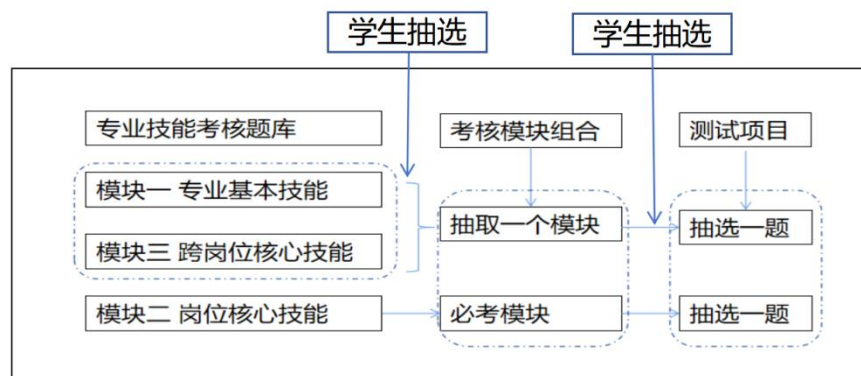 学生抽选
学生抽选
专业技能考核题库
考核模块组合
测试项目
模块一 专业基本技能
抽取一个模块
抽选一题
模块三 跨岗位核心技能
模块二 岗位核心技能
必考模块
抽选一题